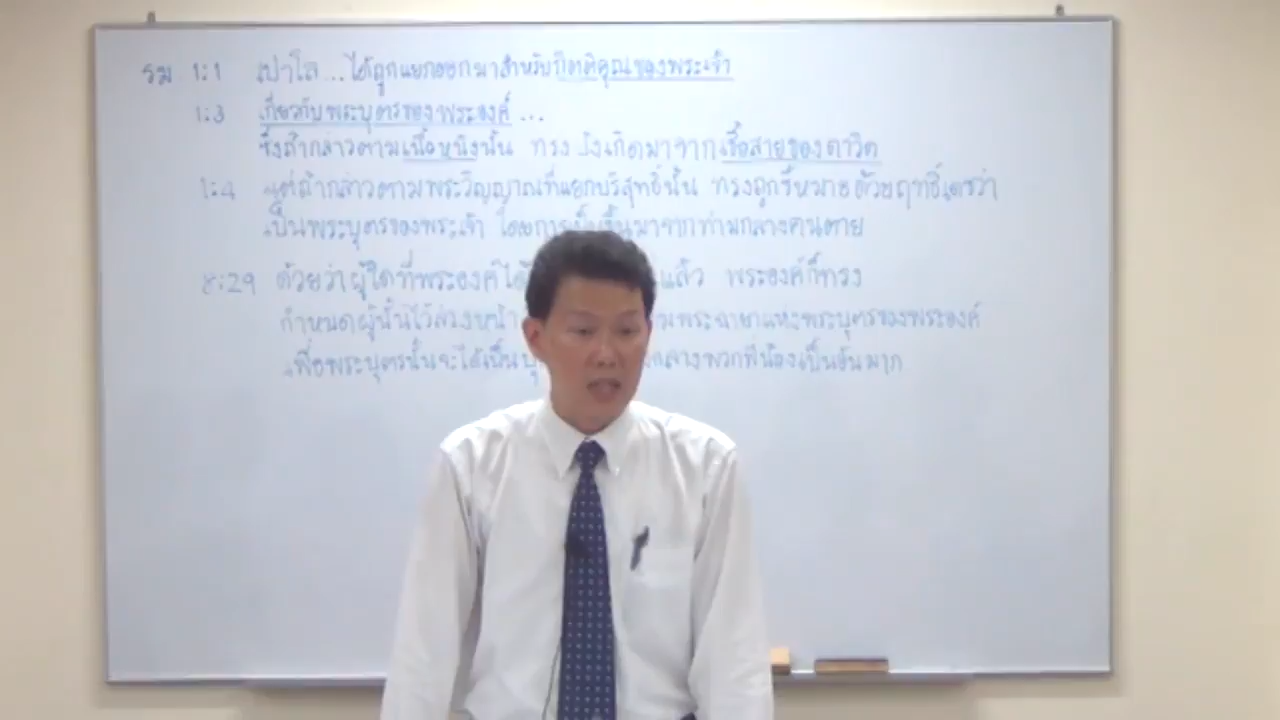 รม 1:1 เปาโล...ได้ถูกแยกออกมาสำหรับกิตติคุณของพระเจ้า
1:3 เกี่ยวกับพระบุตรของพระองค์...
ซึ่งถ้ากล่าวตามเนื้อหนังนั้น ทรงบังเกิดมาจากเชื้อสายของดาวิด
1:4 แต่ถ้ากล่าวตามพระวิญญาณที่แยกบริสุทธิ์นั้น ทรงถูกชี้หมายด้วยฤทธิ์เดชว่า
เป็นพระบุตรของพระเจ้า โดยการเป็นขึ้นมาจากท่ามกลางคนตาย
8:29 ด้วยว่าผู้ใดที่พระองค์ได้ แล้ว พระองค์ก็ทรง
กำหนดผู้นั้นไว้ล่วงหน้า พระฉายาแห่งพระบุตรของพระองค์
เพื่อพระบุตรนั้นจะได้เป็น กลางพวกพี่น้องเป็นอันมาก